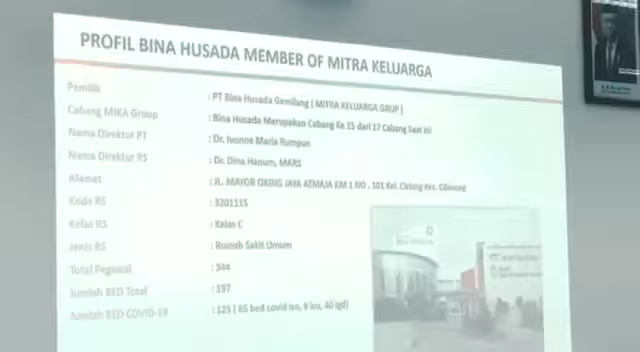 PROFIL BINA HUSADA MEMBER OF MITRA KELUARGA
Pemilik : PT Bina Husada Gemilang ( MITRA KELUARGA GRUP )
Cabang MIKA Group : Bina Husada Merupakan Cabang Ke 15 dari 17 Cabang Saat Ini
Nama Direktur PT : Dr. Ivonne Maria Rumpun
Nama Direktur RS : Dr. Dina Hanum, MARS
Alamat : JL. MAYOR OKING JAYA ATMAJA KM 1 NO . 101 Kel. Ciriung Kec. Cibinong
Kode RS : 3201115
Kelas RS : Kelas C
Jenis RS : Rumah Sakit Umum
Total Pegawai : 344
Jumlah BED Total : 197
Jumlah BED COVID-19 : 125 ( 85 bed covid iso, 9 icu, 40 igd)